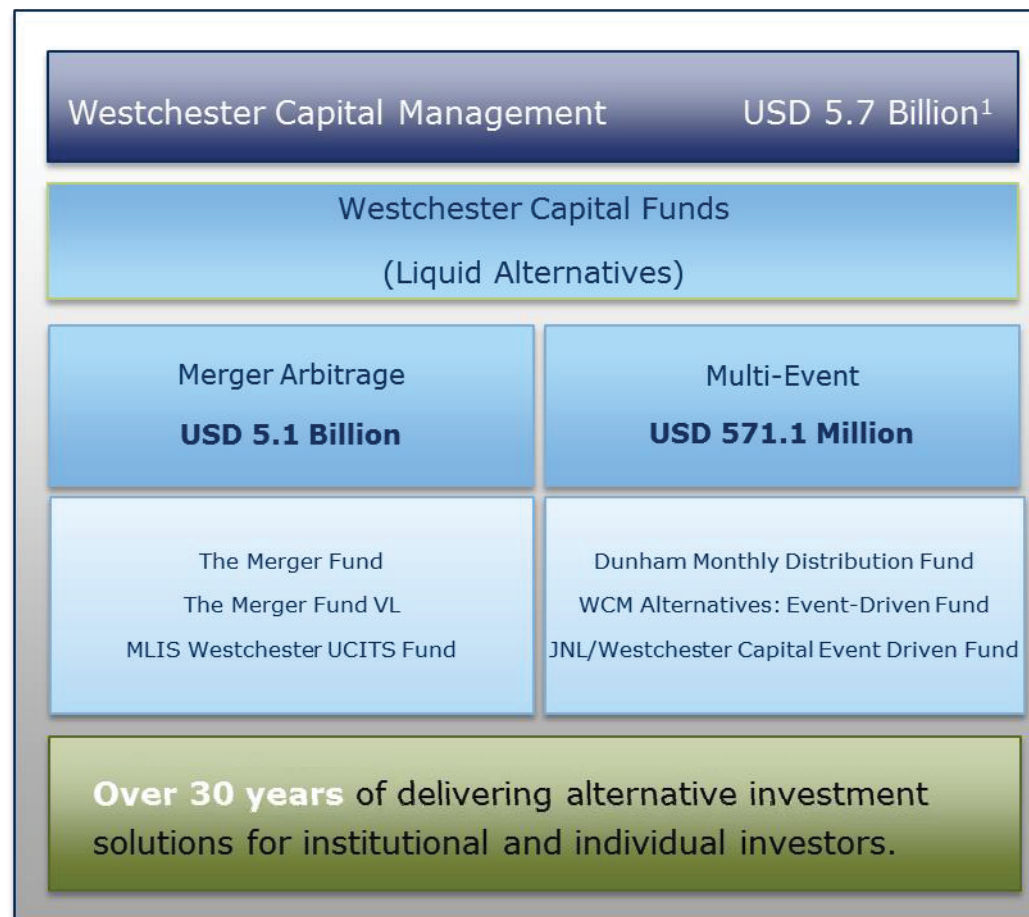 Westchester Capital Management USD 5.7 Billion¹
Westchester Capital Funds
(Liquid Alternatives)
Merger Arbitrage
USD 5.1 Billion
Multi-Event
USD 571.1 Million
The Merger Fund
The Merger Fund VL
MLIS Westchester UCITS Fund
Dunham Monthly Distribution Fund
WCM Alternatives: Event-Driven Fund
JNL/Westchester Capital Event Driven Fund
Over 30 years of delivering alternative investment
solutions for institutional and individual investors.